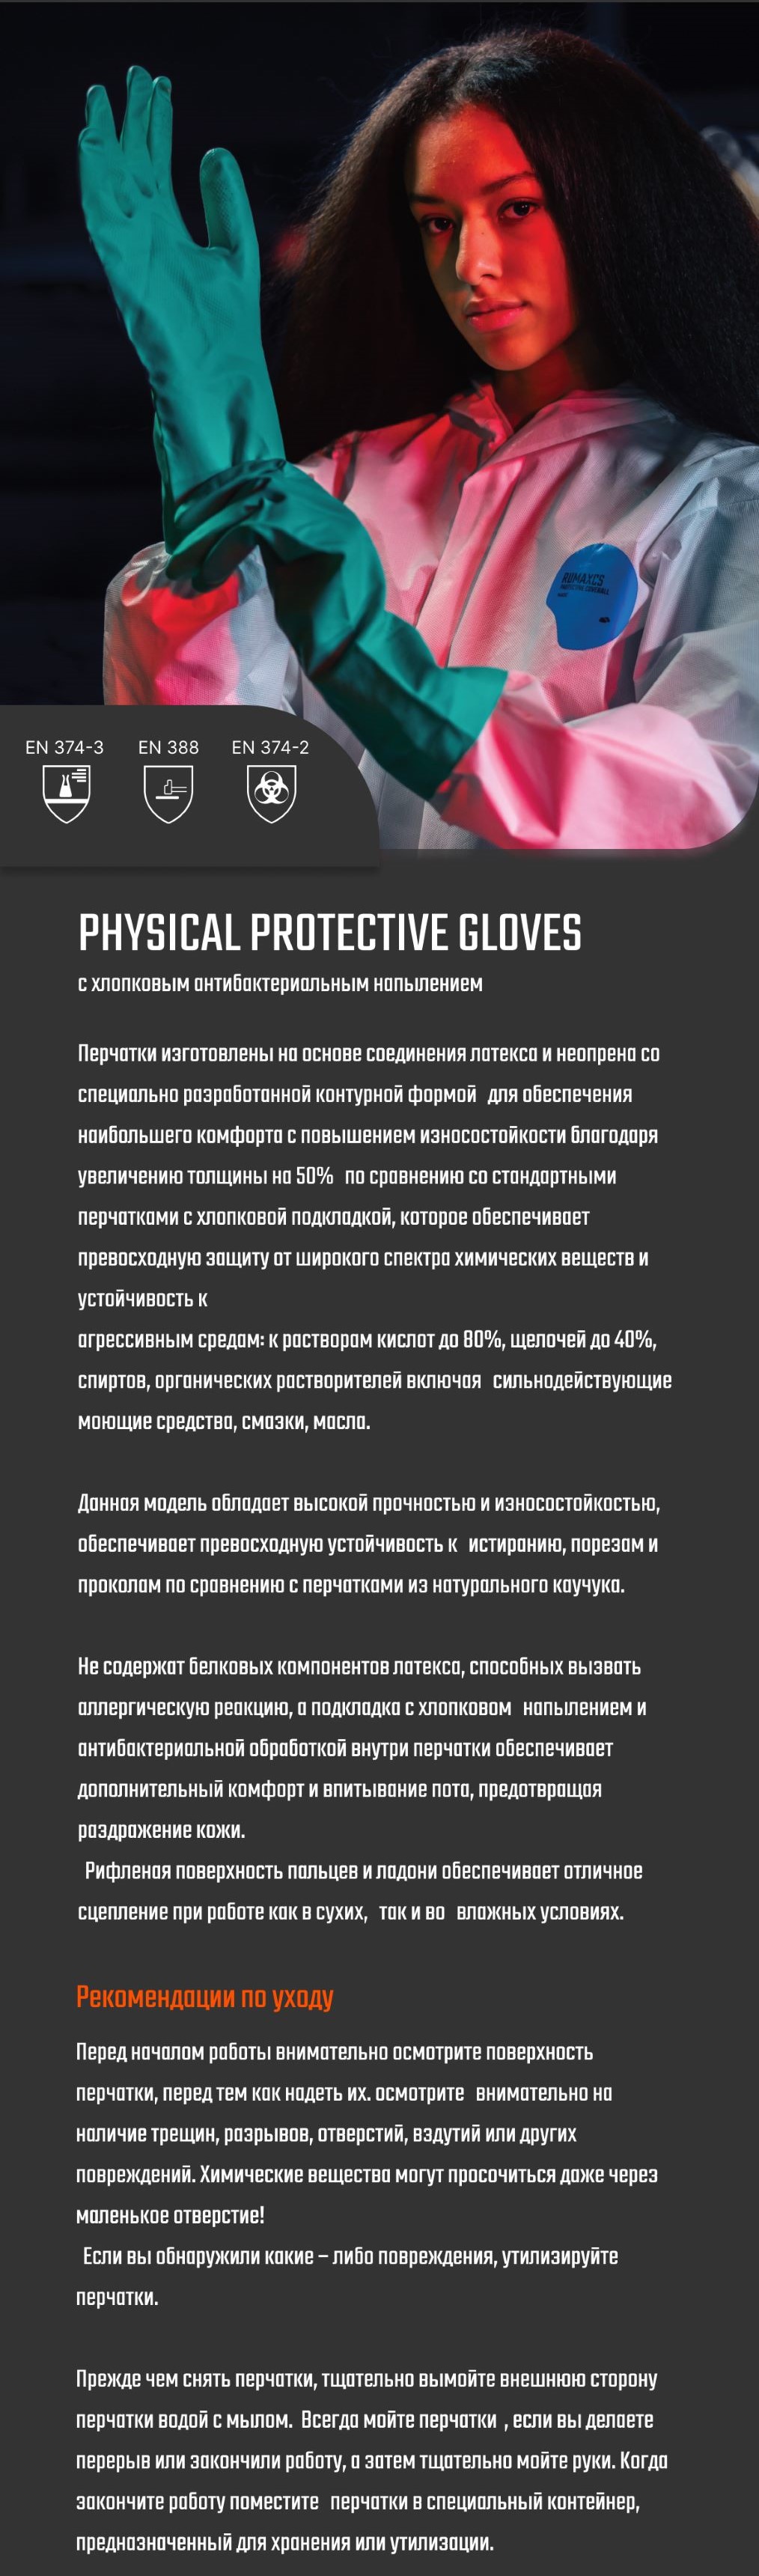 ROMAXCS
PROTECTIVE COVERALL
EN 374-3 EN 388 EN 374-2
PHYSICAL PROTECTIVE GLOVES
с хлопковым антибактериальным напылением
Перчатки изготовлены на основе соединения латекса и неопрена со
специально разработанной контурной формой для обеспечения
наибольшего комфорта с повышением износостойкости благодаря
увеличению толщины на 50% по сравнению со стандартными
перчатками с хлопковой подкладкой, которое обеспечивает
превосходную защиту от широкого спектра химических веществ и
устойчивость к
агрессивным средам: к растворам кислот до 80%, щелочей до 40%,
спиртов, органических растворителей включая сильнодействующие
моющие средства, смазки, масла.
Данная модель обладает высокой прочностью и износостойкостью,
обеспечивает превосходную устойчивость к истиранию, порезам и
проколам по сравнению с перчатками из натурального каучука.
Не содержат белковых компонентов латекса, способных вызвать
аллергическую реакцию, а подкладка с хлопковом напылением и
антибактериальной обработкой внутри перчатки обеспечивает
дополнительный комфорт и впитывание пота, предотвращая
раздражение кожи.
Рифленая поверхность пальцев и ладони обеспечивает отличное
сцепление при работе как в сухих, так и во влажных условиях.
Рекомендации по уходу
Перед началом работы внимательно осмотрите поверхность
перчатки, перед тем как надеть их. осмотрите внимательно на
наличие трещин, разрывов, отверстий, вздутий или других
повреждений. Химические вещества могут просочиться даже через
маленькое отверстие!
Если вы обнаружили какие – либо повреждения, утилизируйте
перчатки.
Прежде чем снять перчатки, тщательно вымойте внешнюю сторону
перчатки водой с мылом. Всегда мойте перчатки , если вы делаете
перерыв или закончили работу, а затем тщательно мойте руки. Когда
закончите работу поместите перчатки в специальный контейнер,
предназначенный для хранения или утилизации.